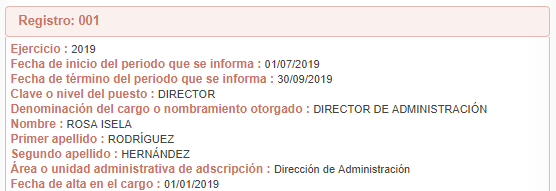 Registro: 001
Ejercicio : 2019
Fecha de inicio del periodo que se informa : 01/07/2019
Fecha de término del periodo que se informa : 30/09/2019
Clave o nivel del puesto : DIRECTOR
Denominación del cargo o nombramiento otorgado : DIRECTOR DE ADMINISTRACIÓN
Nombre : ROSA ISELA
Primer apellido : RODRÍGUEZ
Segundo apellido : HERNÁNDEZ
Área o unidad administrativa de adscripción : Dirección de Administración
Fecha de alta en el cargo : 01/01/2019